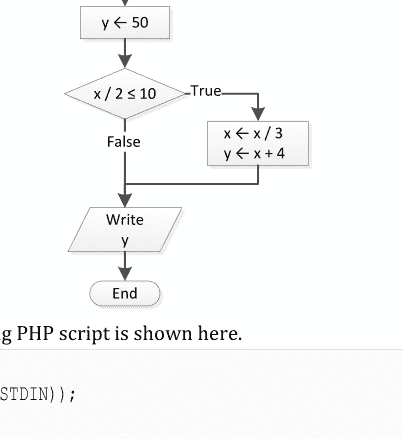 y ← 50
x / 2 ≤ 10
True
x ← x / 3
y ← x + 4
False
Write
y
End
g PHP script is shown here.
STDIN));